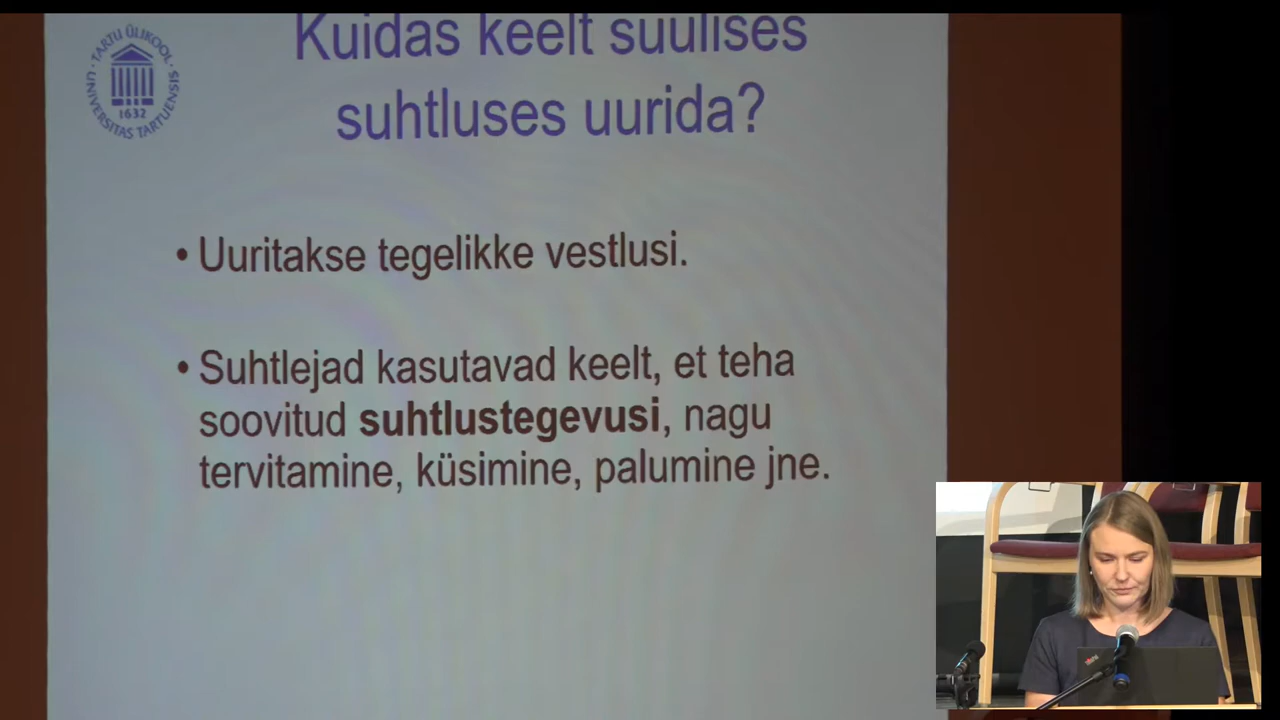 Kuidas keelt suulises
suhtluses uurida?
TARTU ÜLIKOOL
UNIVERSITAS TARTUENSIS
1632
• Uuritakse tegelikke vestlusi.
• Suhtlejad kasutavad keelt, et teha
soovitud suhtlustegevusi, nagu
tervitamine, küsimine, palumine jne.